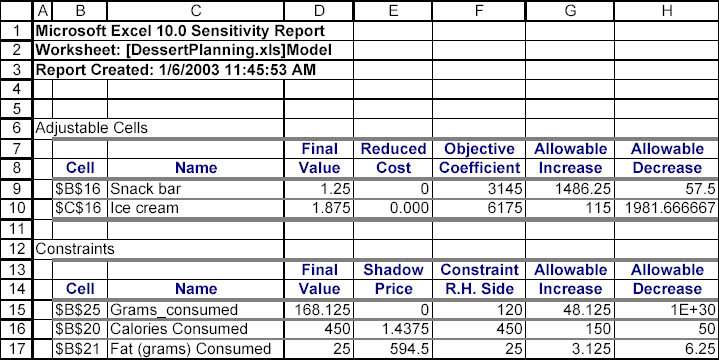 A B C D E F G H
1 Microsoft Excel 10.0 Sensitivity Report
2 Worksheet: [DessertPlanning.xls]Model
3 Report Created: 1/6/2003 11:45:53 AM
4
5
6 Adjustable Cells
7 Final Reduced Objective Allowable Allowable
8 Cell Name Value Cost Coefficient Increase Decrease
9 $B$16 Snack bar 1.25 0 3145 1486.25 57.5
10 $C$16 Ice cream 1.875 0.000 6175 115 1981.666667
11
12 Constraints
13 Final Shadow Constraint Allowable Allowable
14 Cell Name Value Price R.H. Side Increase Decrease
15 $B$25 Grams_consumed 168.125 0 120 48.125 1E+30
16 $B$20 Calories Consumed 450 1.4375 450 150 50
17 $B$21 Fat (grams) Consumed 25 594.5 25 3.125 6.25